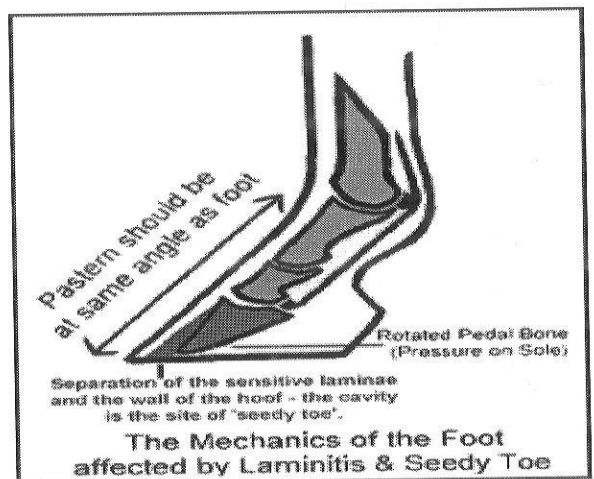 Pastern should be
at same angle as foot
Rotated Pedal Bone
(Pressure on Sole)
Separation of the sensitive laminae
and the wall of the hoof - the cavity
is the site of 'seedy toe'.
The Mechanics of the Foot
affected by Laminitis & Seedy Toe